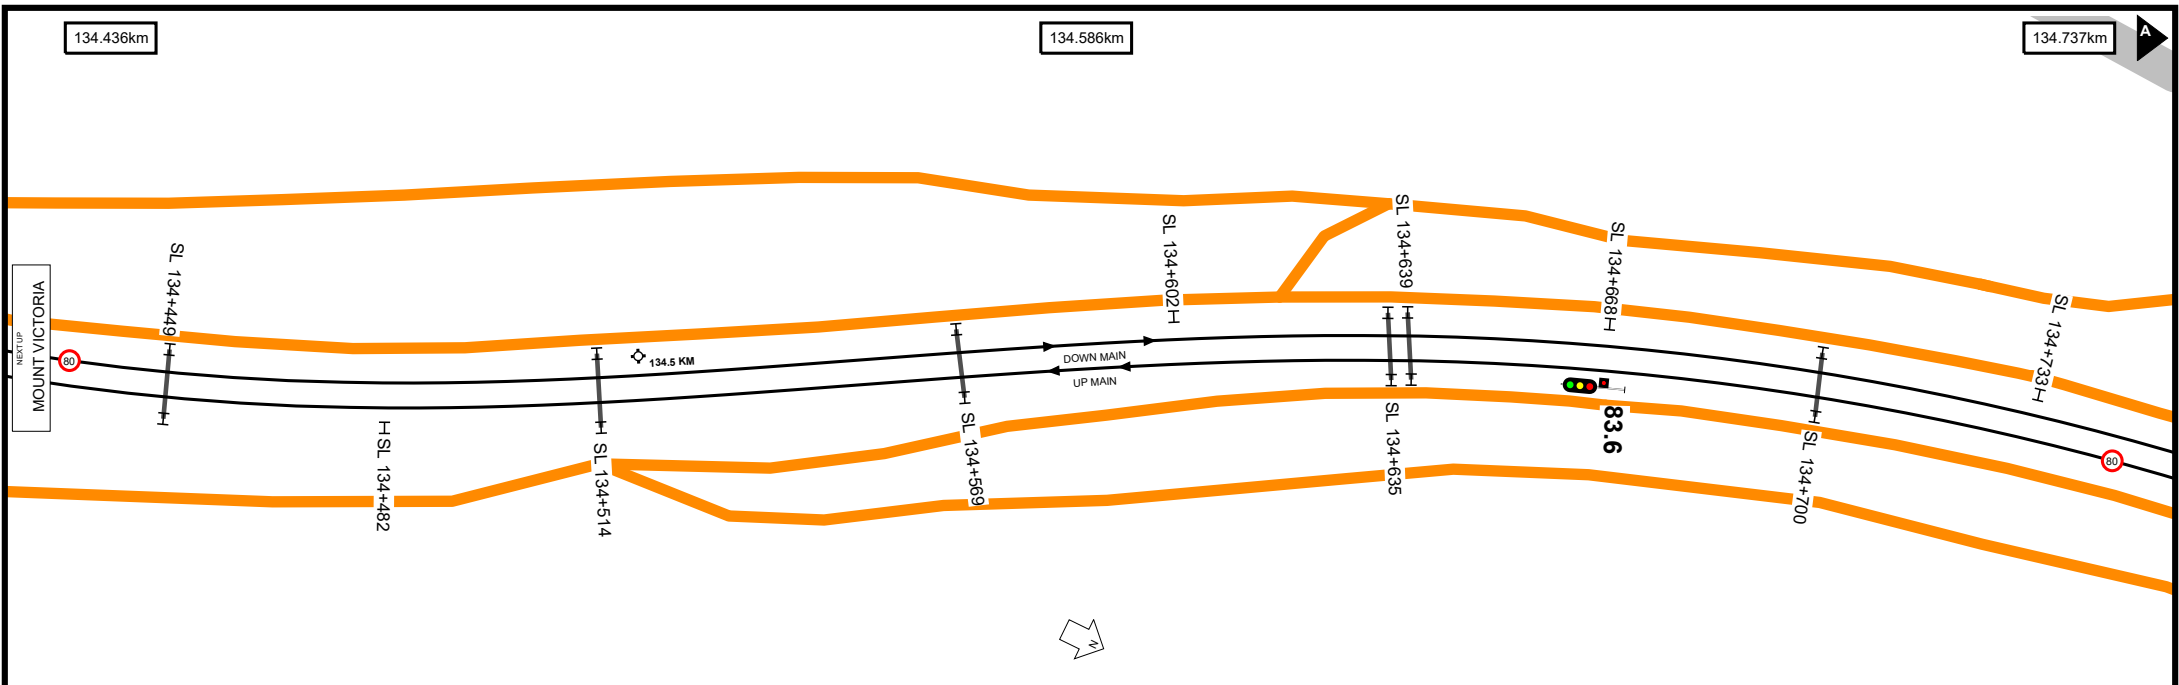 134.436km
134.586km
134.737km
A
SL 134+449
SL 134+602
SL 134+639
SL 134+668
SL 134+733
NEXT UP
MOUNT VICTORIA
80
134.5 KM
DOWN MAIN
UP MAIN
83.6
80
SL 134+482
SL 134+514
SL 134+569
SL 134+635
SL 134+700
N